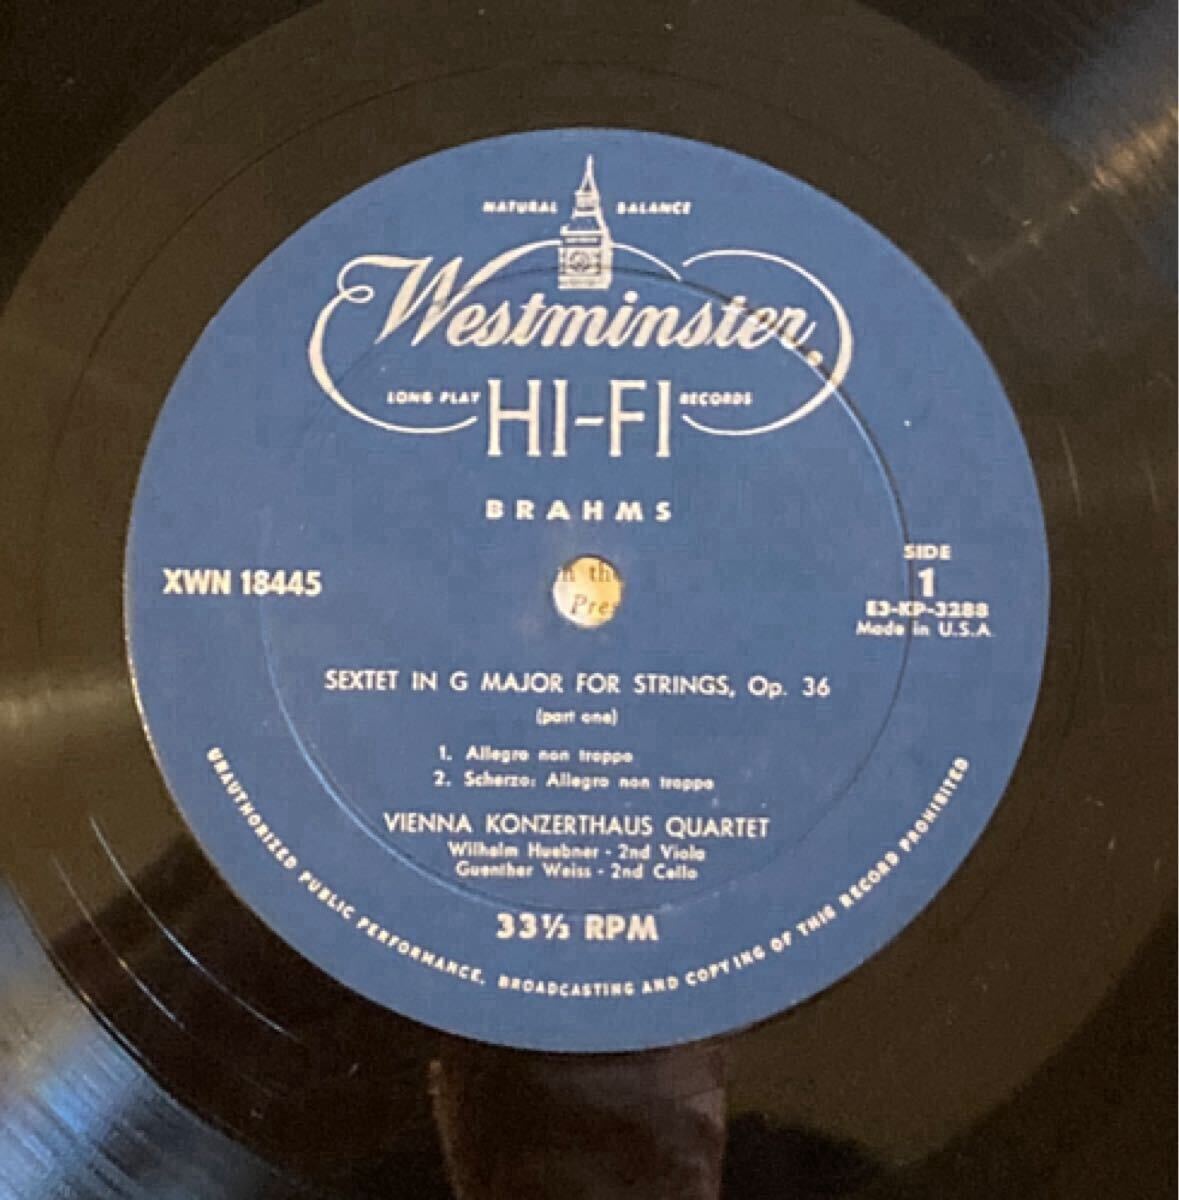 NATURAL BALANCE
Westminster
LONG PLAY HI-FI RECORDS
BRAHMS
XWN 18445
SIDE
1
E3-KP-3288
Made in U.S.A.
in the
Pres
SEXTET IN G MAJOR FOR STRINGS, Op. 36
(part one)
1. Allegro non troppo
2. Scherzo: Allegro non troppo
VIENNA KONZERTHAUS QUARTET
Wilhelm Huebner - 2nd Viola
Guenther Weiss - 2nd Cello
33⅓ RPM
UNAUTHORIZED PUBLIC PERFORMANCE, BROADCASTING AND COPYING OF THIS RECORD PROHIBITED